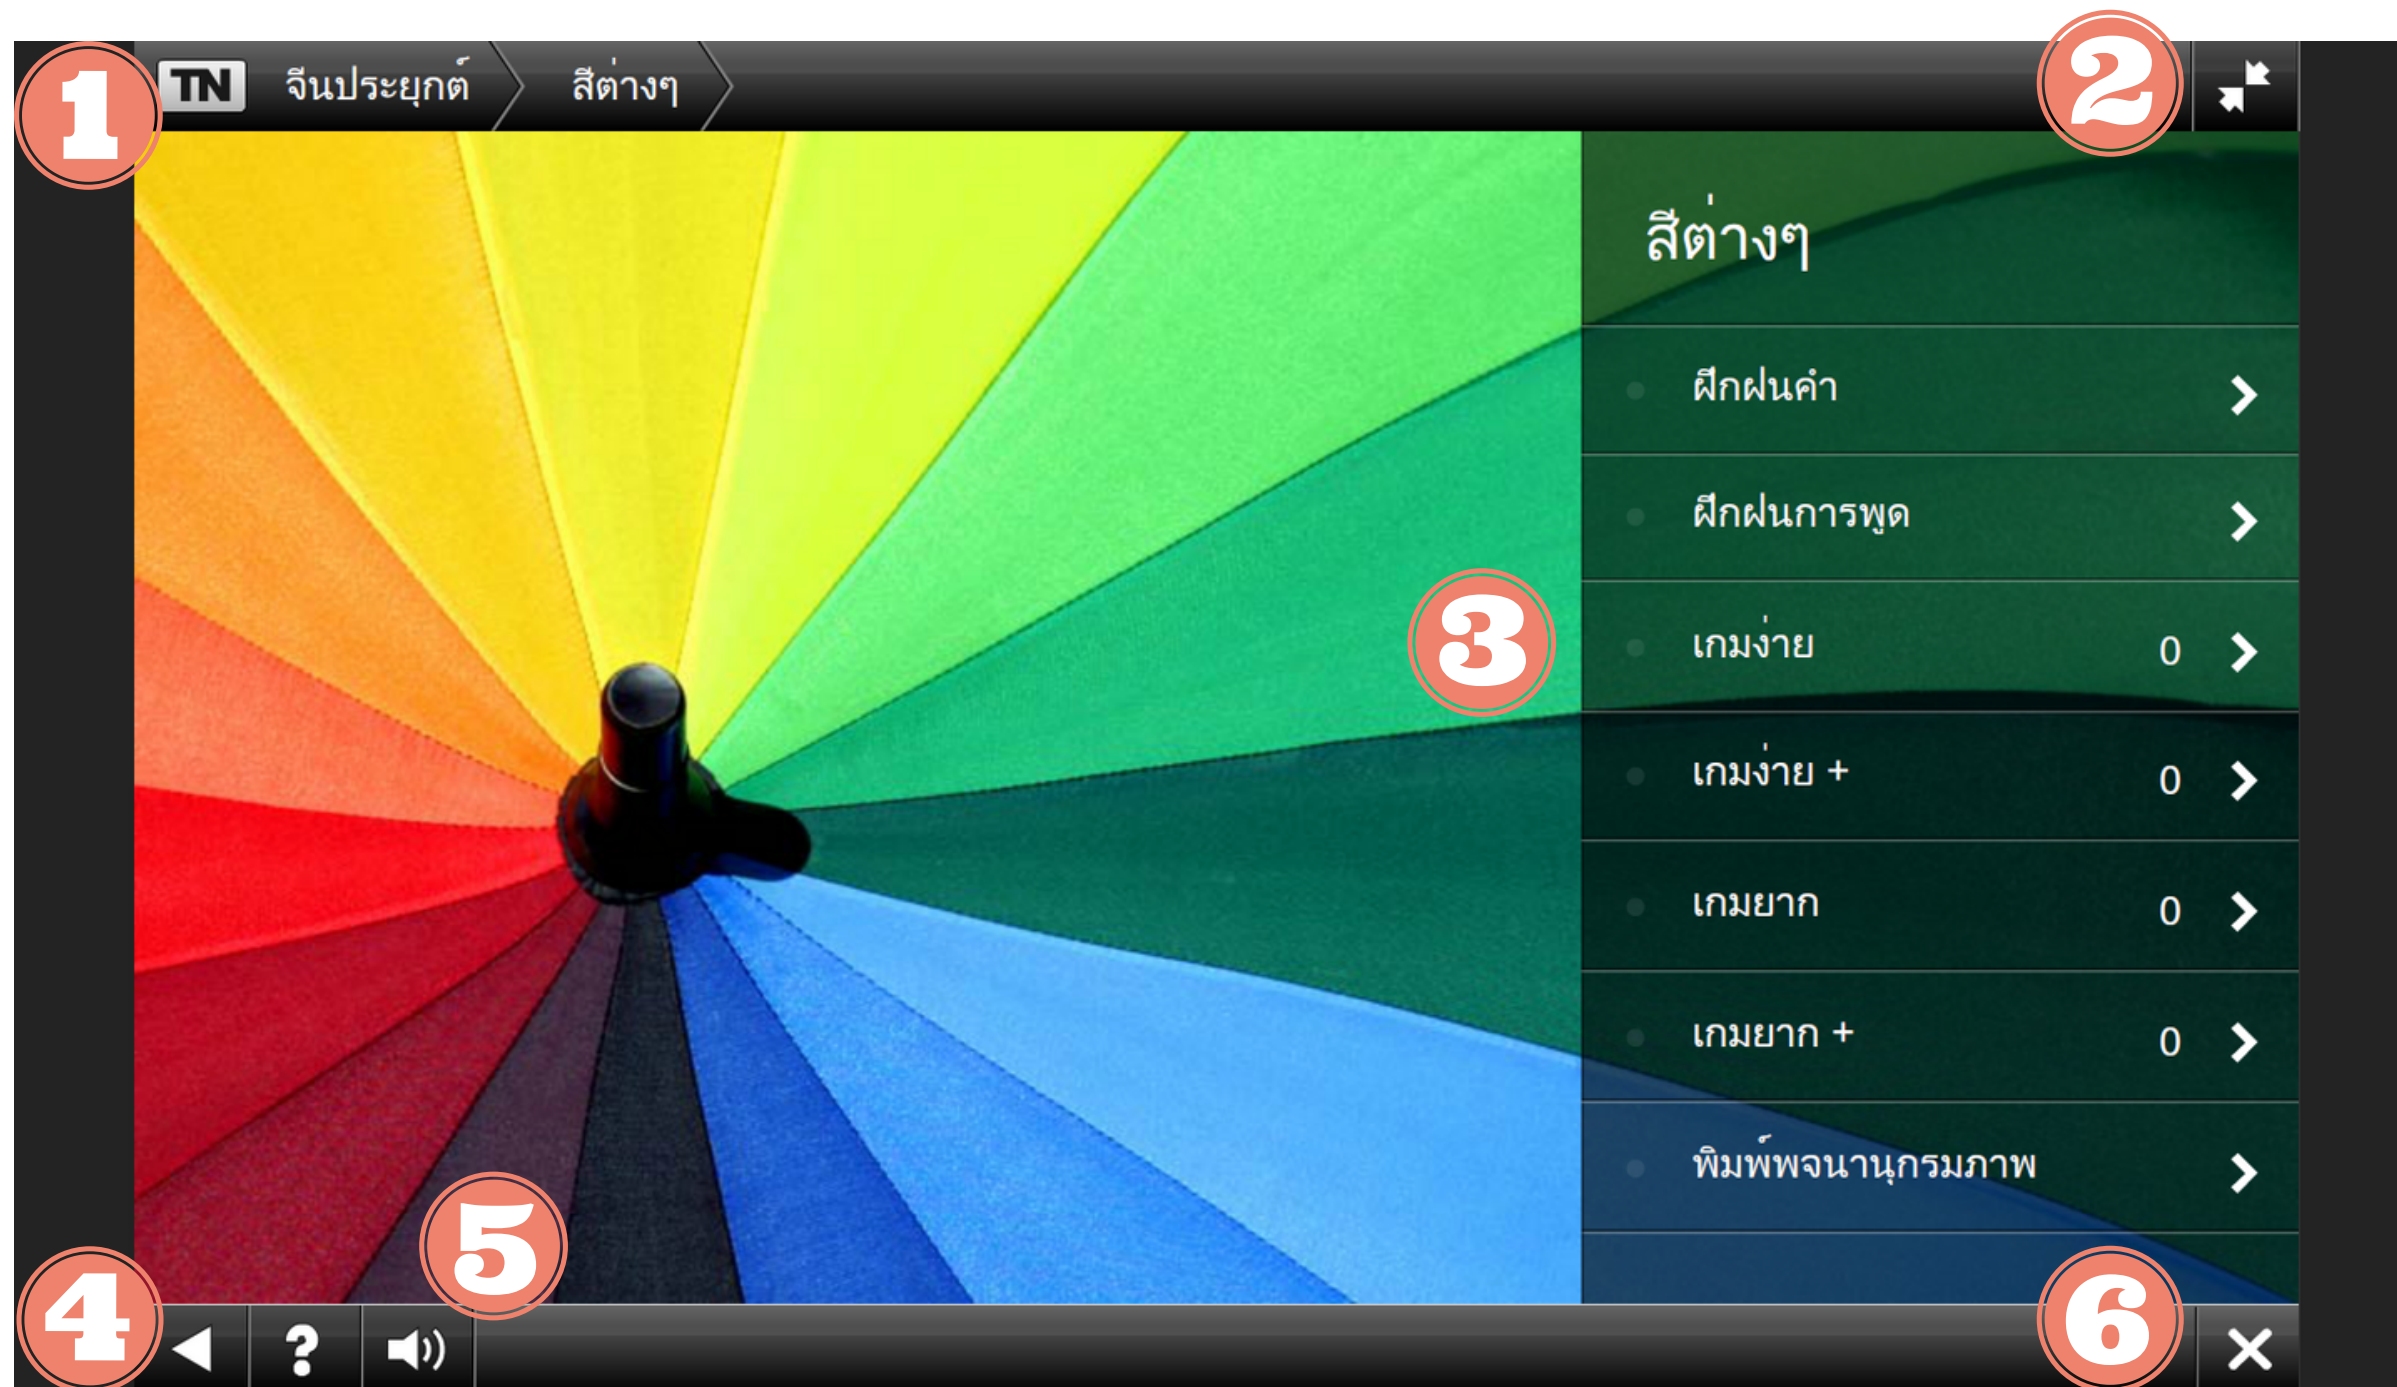 1
TN จีนประยุกต์ สีต่างๆ
2
สีต่างๆ
ฝึกฝนคำ
ฝึกฝนการพูด
3
เกมง่าย 0
เกมง่าย + 0
เกมยาก 0
เกมยาก + 0
พิมพ์พจนานุกรมภาพ
5
4
?
6